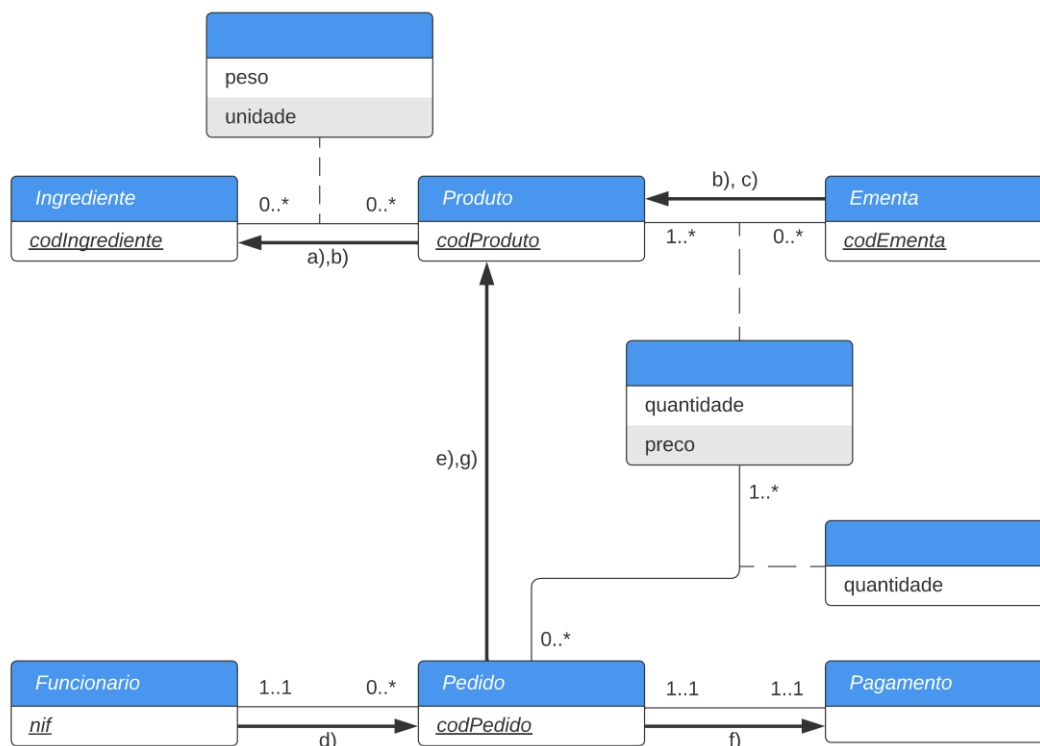 peso
unidade
Ingrediente
0..*
0..*
Produto
b), c)
Ementa
codIngrediente
a),b)
codProduto
1..*
0..*
codEmenta
quantidade
preco
e),g)
1..*
quantidade
0..*
Funcionario
1..1
0..*
Pedido
1..1
1..1
Pagamento
nif
d)
codPedido
f)